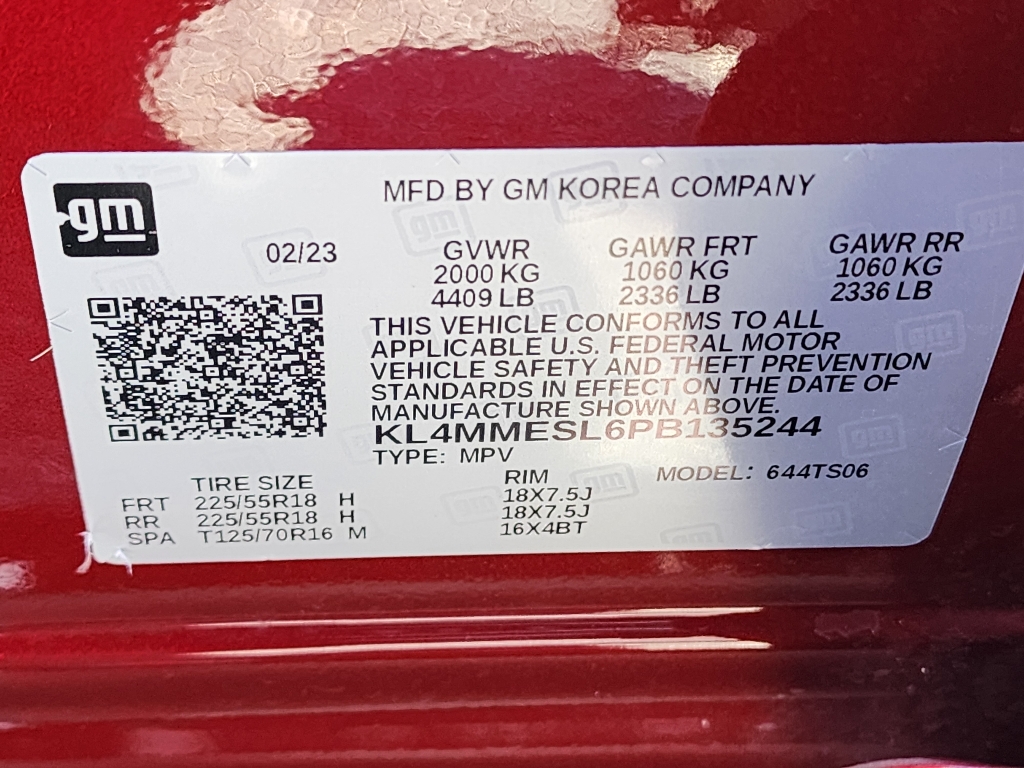 gm
MFD BY GM KOREA COMPANY
02/23
GVWR GAWR FRT GAWR RR
2000 KG 1060 KG 1060 KG
4409 LB 2336 LB 2336 LB
THIS VEHICLE CONFORMS TO ALL
APPLICABLE U.S. FEDERAL MOTOR
VEHICLE SAFETY AND THEFT PREVENTION
STANDARDS IN EFFECT ON THE DATE OF
MANUFACTURE SHOWN ABOVE.
KL4MMESL6PB135244
TYPE: MPV
MODEL: 644TS06
TIRE SIZE RIM
FRT 225/55R18 H 18X7.5J
RR 225/55R18 H 18X7.5J
SPA T125/70R16 M 16X4BT